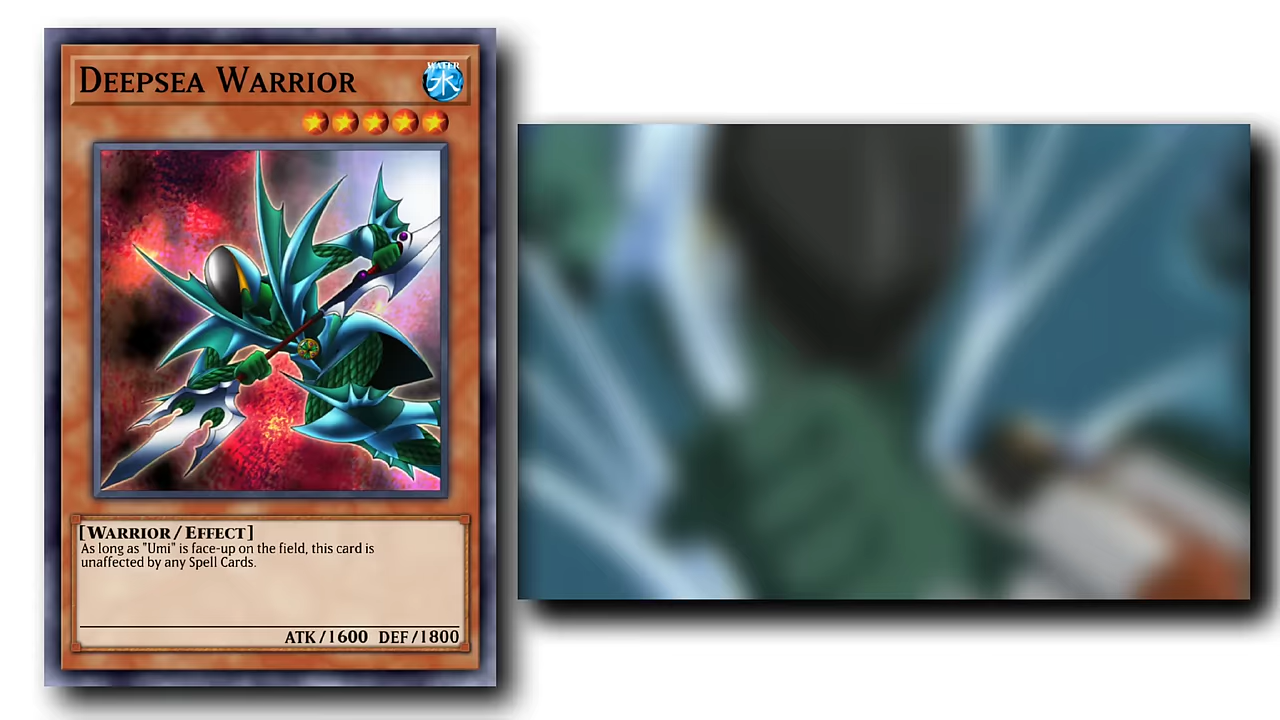 Deepsea Warrior
WATER
水
[Warrior/Effect]
As long as "Umi" is face-up on the field, this card is
unaffected by any Spell Cards.
ATK/1600 DEF/1800